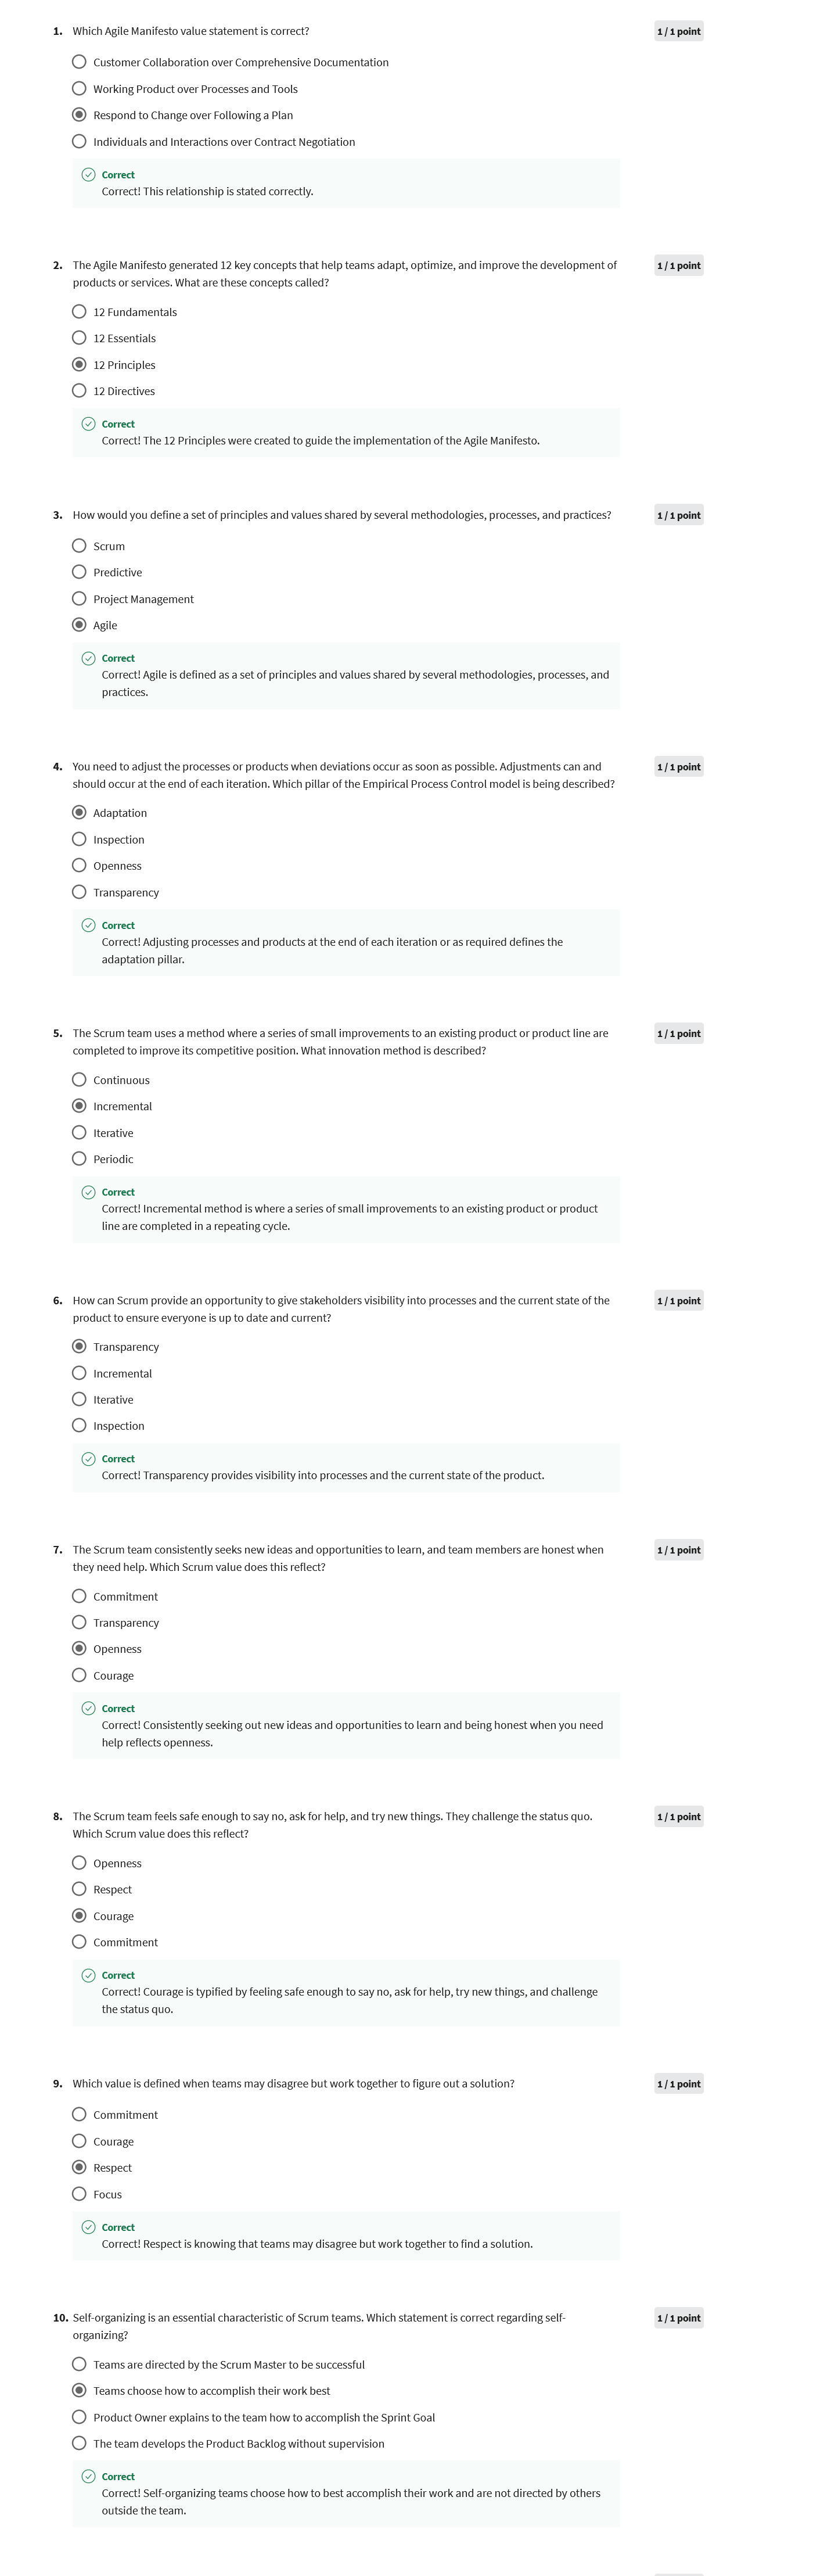 1. Which Agile Manifesto value statement is correct? 1 / 1 point
Customer Collaboration over Comprehensive Documentation
Working Product over Processes and Tools
Respond to Change over Following a Plan
Individuals and Interactions over Contract Negotiation
Correct
Correct! This relationship is stated correctly.
2. The Agile Manifesto generated 12 key concepts that help teams adapt, optimize, and improve the development of 1 / 1 point
products or services. What are these concepts called?
12 Fundamentals
12 Essentials
12 Principles
12 Directives
Correct
Correct! The 12 Principles were created to guide the implementation of the Agile Manifesto.
3. How would you define a set of principles and values shared by several methodologies, processes, and practices? 1 / 1 point
Scrum
Predictive
Project Management
Agile
Correct
Correct! Agile is defined as a set of principles and values shared by several methodologies, processes, and
practices.
4. You need to adjust the processes or products when deviations occur as soon as possible. Adjustments can and 1 / 1 point
should occur at the end of each iteration. Which pillar of the Empirical Process Control model is being described?
Adaptation
Inspection
Openness
Transparency
Correct
Correct! Adjusting processes and products at the end of each iteration or as required defines the
adaptation pillar.
5. The Scrum team uses a method where a series of small improvements to an existing product or product line are 1 / 1 point
completed to improve its competitive position. What innovation method is described?
Continuous
Incremental
Iterative
Periodic
Correct
Correct! Incremental method is where a series of small improvements to an existing product or product
line are completed in a repeating cycle.
6. How can Scrum provide an opportunity to give stakeholders visibility into processes and the current state of the 1 / 1 point
product to ensure everyone is up to date and current?
Transparency
Incremental
Iterative
Inspection
Correct
Correct! Transparency provides visibility into processes and the current state of the product.
7. The Scrum team consistently seeks new ideas and opportunities to learn, and team members are honest when 1 / 1 point
they need help. Which Scrum value does this reflect?
Commitment
Transparency
Openness
Courage
Correct
Correct! Consistently seeking out new ideas and opportunities to learn and being honest when you need
help reflects openness.
8. The Scrum team feels safe enough to say no, ask for help, and try new things. They challenge the status quo. 1 / 1 point
Which Scrum value does this reflect?
Openness
Respect
Courage
Commitment
Correct
Correct! Courage is typified by feeling safe enough to say no, ask for help, try new things, and challenge
the status quo.
9. Which value is defined when teams may disagree but work together to figure out a solution? 1 / 1 point
Commitment
Courage
Respect
Focus
Correct
Correct! Respect is knowing that teams may disagree but work together to find a solution.
10. Self-organizing is an essential characteristic of Scrum teams. Which statement is correct regarding self- 1 / 1 point
organizing?
Teams are directed by the Scrum Master to be successful
Teams choose how to accomplish their work best
Product Owner explains to the team how to accomplish the Sprint Goal
The team develops the Product Backlog without supervision
Correct
Correct! Self-organizing teams choose how to best accomplish their work and are not directed by others
outside the team.